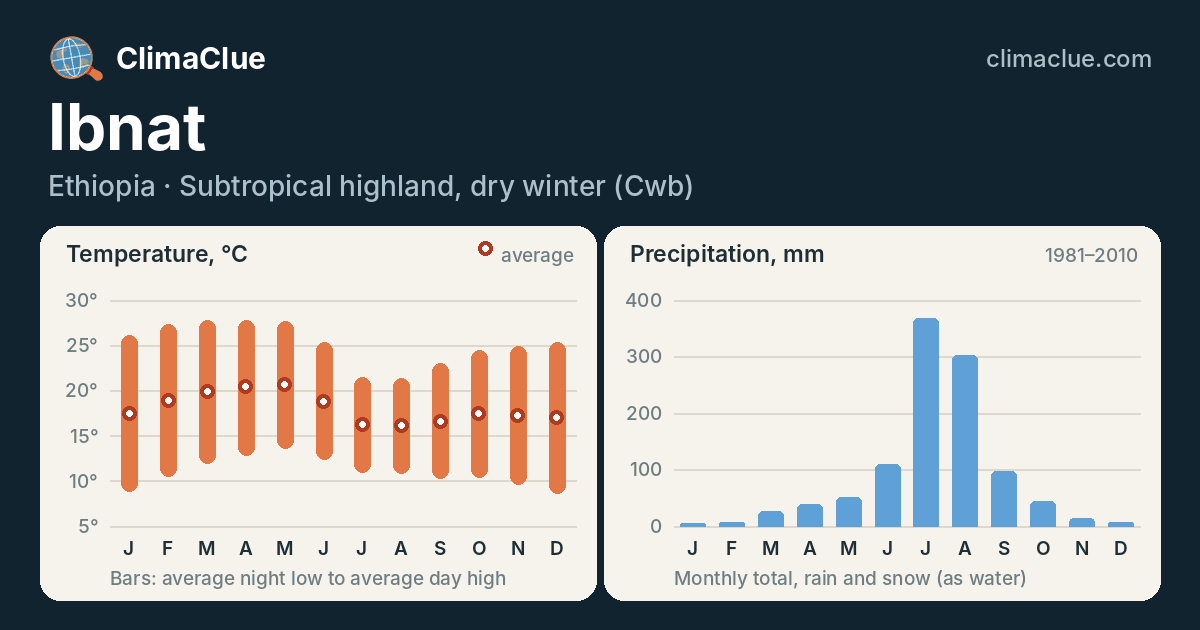 ClimaClue
climaclue.com
Ibnat
Ethiopia · Subtropical highland, dry winter (Cwb)
Temperature, °C
average
30°
25°
20°
15°
10°
5°
J F M A M J J A S O N D
Bars: average night low to average day high
Precipitation, mm
1981–2010
400
300
200
100
0
J F M A M J J A S O N D
Monthly total, rain and snow (as water)